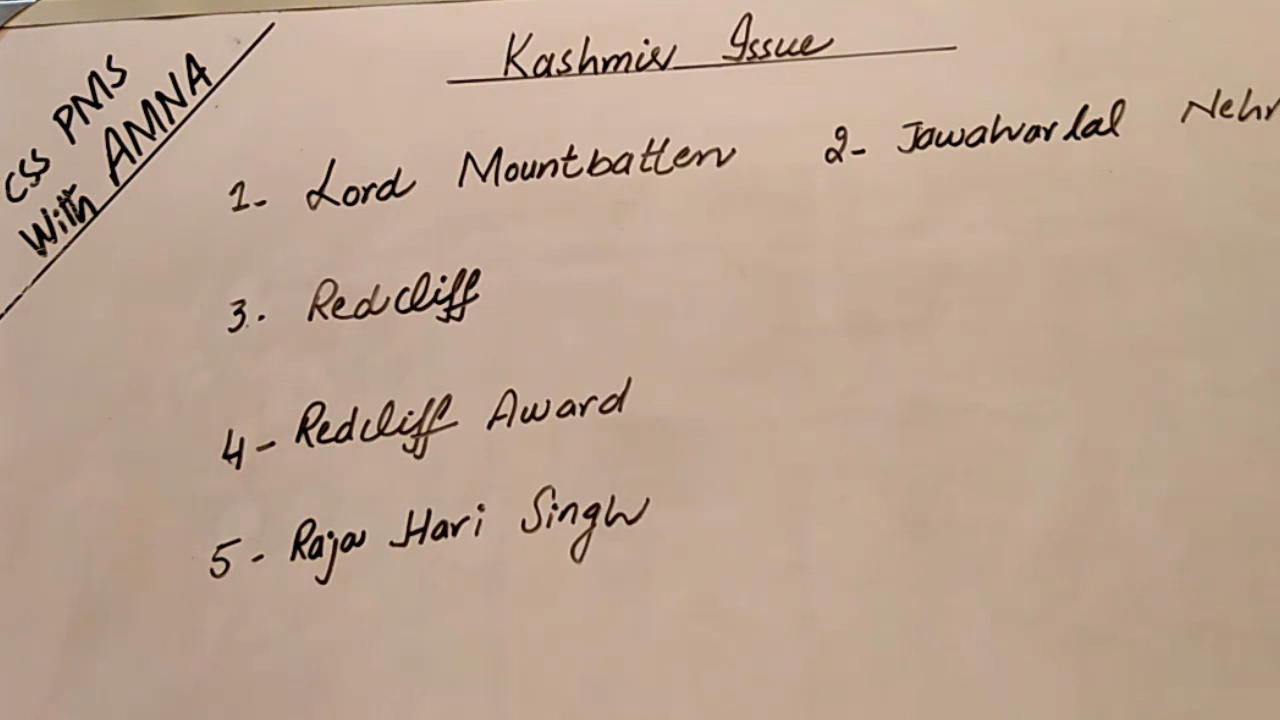 CSS PMS
With AMNA
Kashmir Issue
1- Lord Mountbatten 2- Jawaharlal Nehr
3. Redcliff
4- Redcliff Award
5- Raja Hari Singh